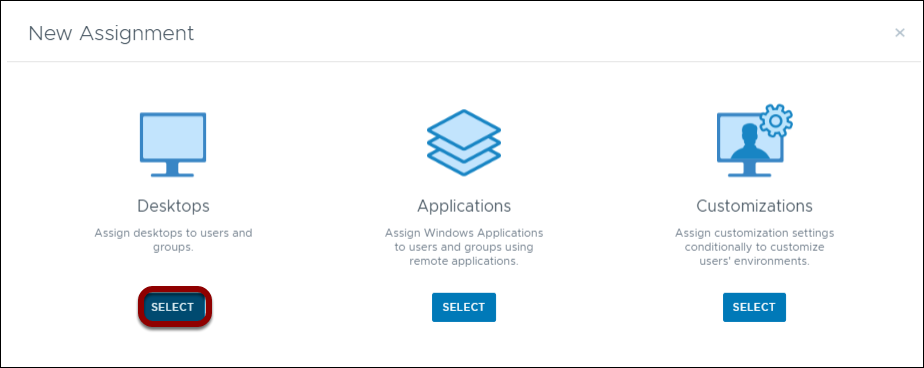 New Assignment
×
Desktops
Assign desktops to users and
groups.
SELECT
Applications
Assign Windows Applications
to users and groups using
remote applications.
SELECT
Customizations
Assign customization settings
conditionally to customize
users' environments.
SELECT